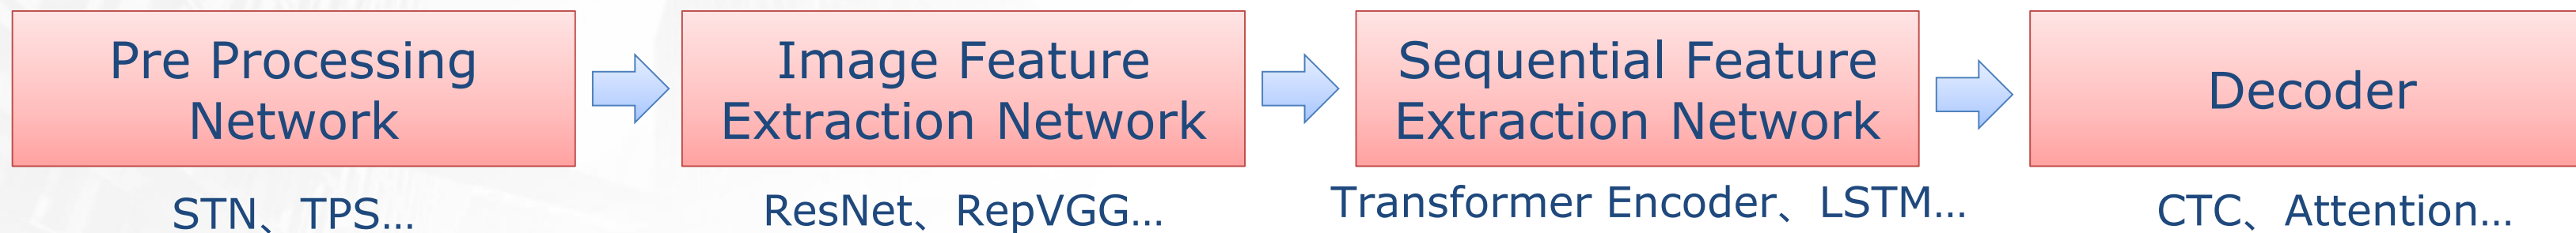 Pre Processing
Network
Image Feature
Extraction Network
Sequential Feature
Extraction Network
Decoder
STN、TPS...
ResNet、RepVGG...
Transformer Encoder、LSTM...
CTC、Attention...